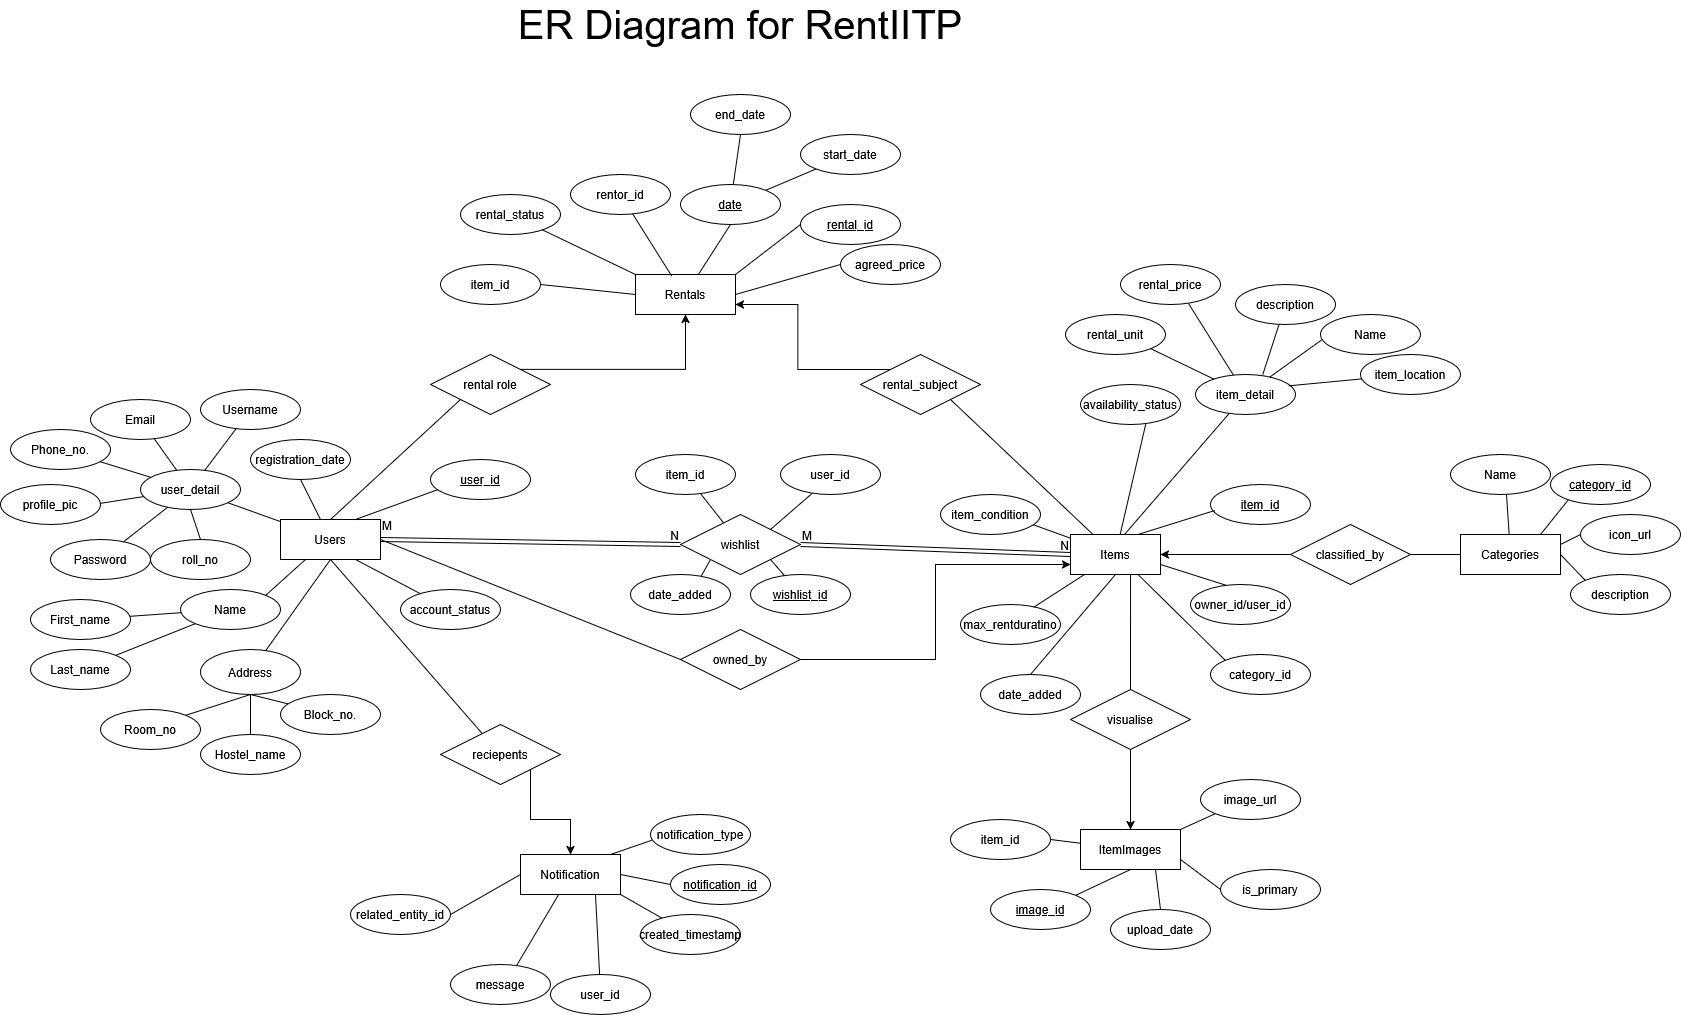 ER Diagram for RentIITP
end_date
start_date
rentor_id
date
rental_status
rental_id
agreed_price
item_id
Rentals
rental_price
description
rental_unit
Name
item_location
rental role
rental_subject
item_detail
availability_status
Email
Username
Phone_no.
registration_date
user_detail
user_id
profile_pic
Password
roll_no
item_id
user_id
Name
category_id
item_condition
item_id
icon_url
M
Users
N
wishlist
M
N
Items
classified_by
Categories
date_added
wishlist_id
description
First_name
Name
account_status
max_rentduratino
owner_id/user_id
Last_name
Address
owned_by
category_id
date_added
Room_no
Block_no.
Hostel_name
visualise
reciepents
image_url
notification_type
item_id
ItemImages
Notification
notification_id
is_primary
related_entity_id
image_id
created_timestamp
upload_date
message
user_id